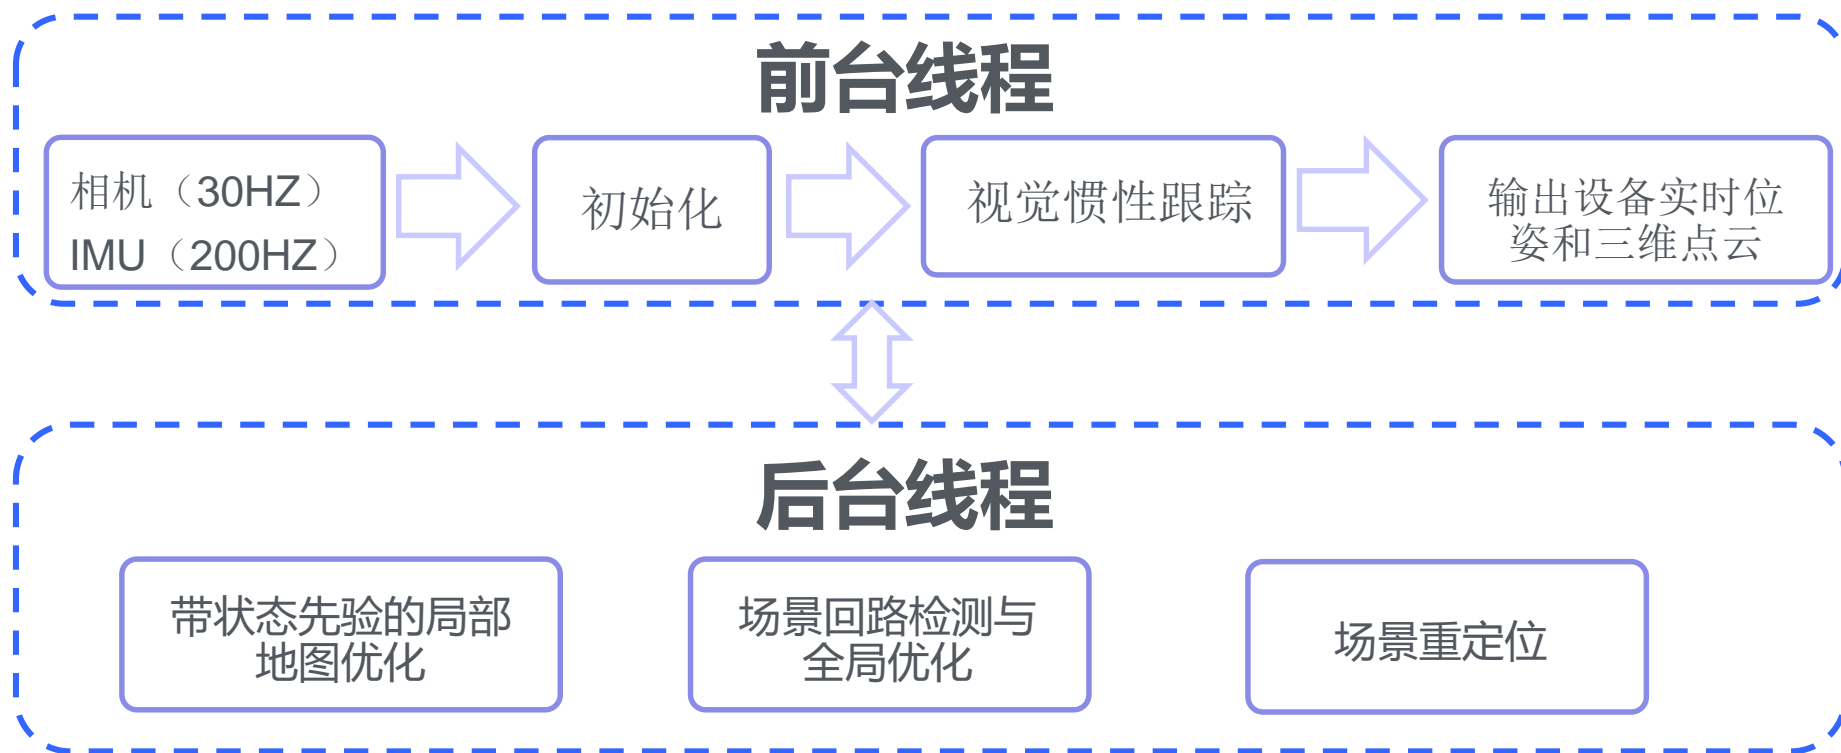 前台线程
相机（30HZ）
IMU（200HZ）
初始化
视觉惯性跟踪
输出设备实时位
姿和三维点云
后台线程
带状态先验的局部
地图优化
场景回路检测与
全局优化
场景重定位